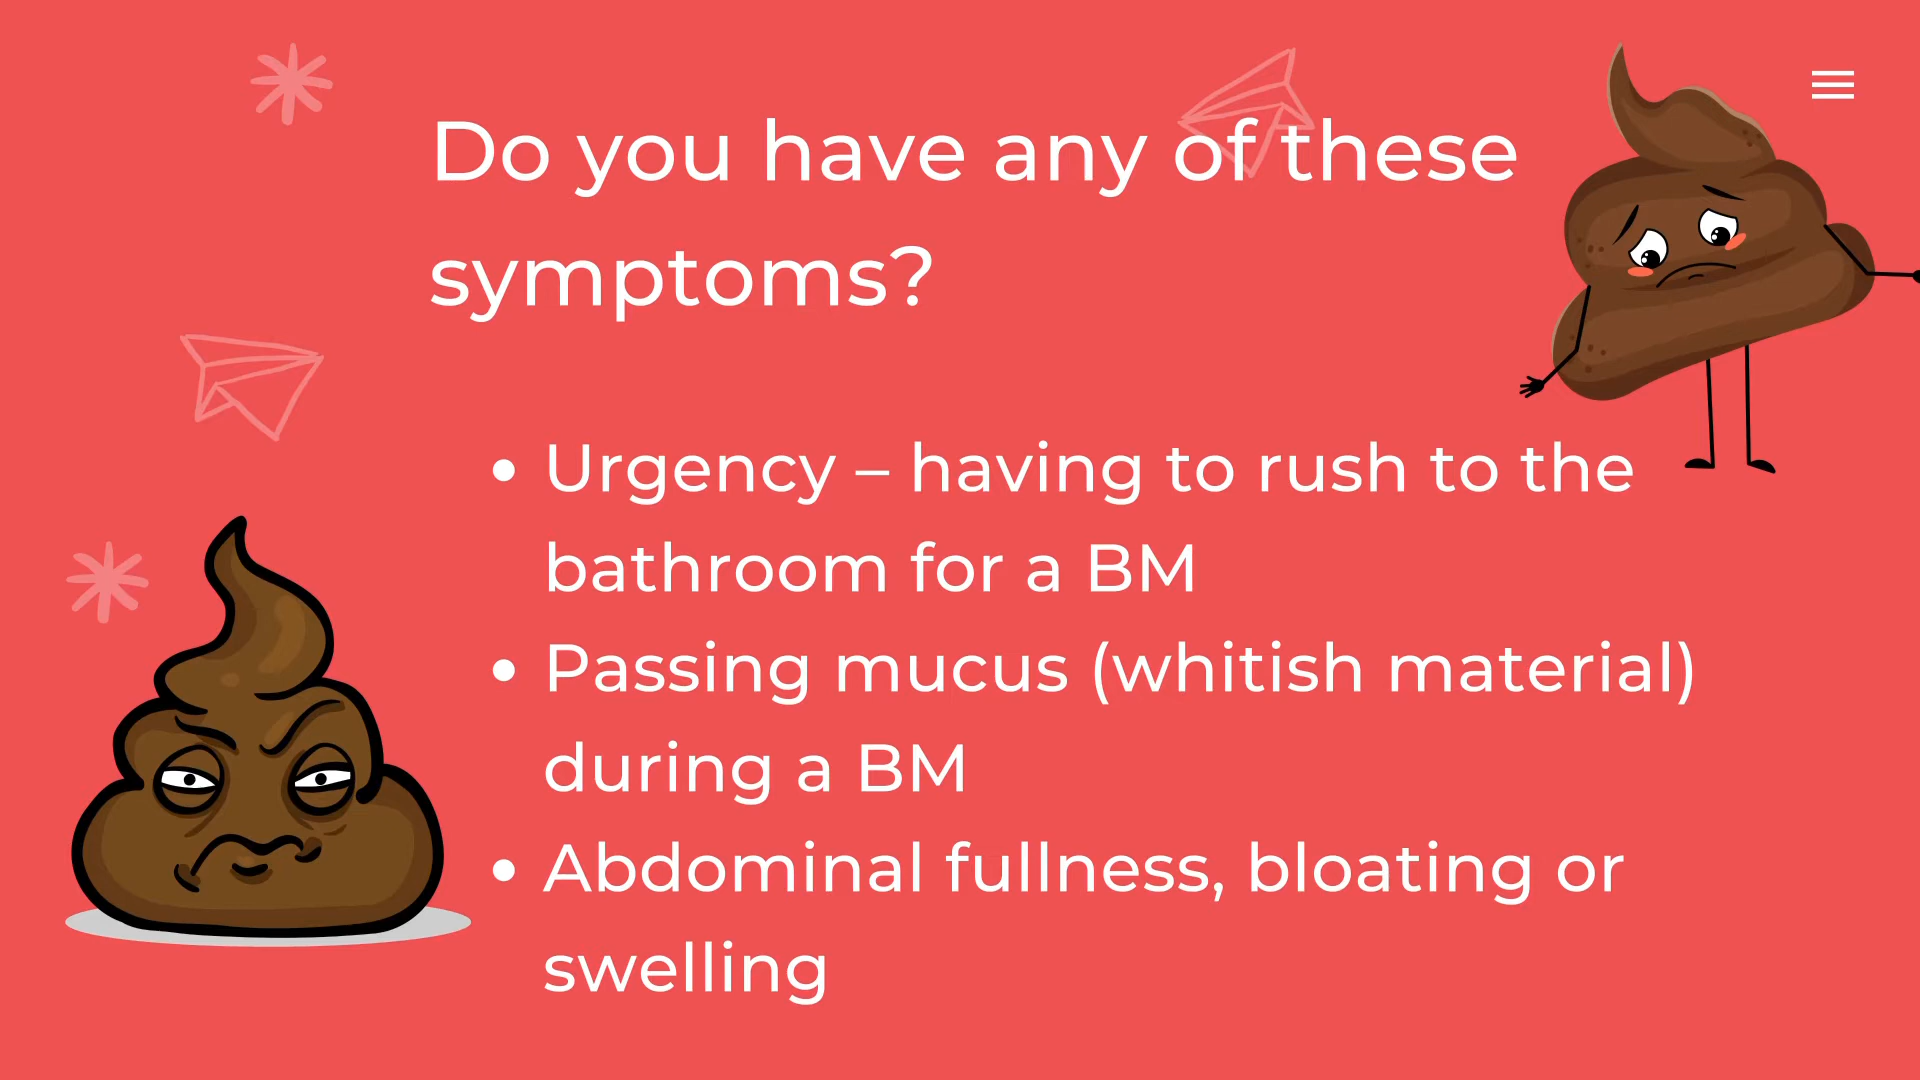 Do you have any of these
symptoms?
• Urgency – having to rush to the
bathroom for a BM
• Passing mucus (whitish material)
during a BM
• Abdominal fullness, bloating or
swelling